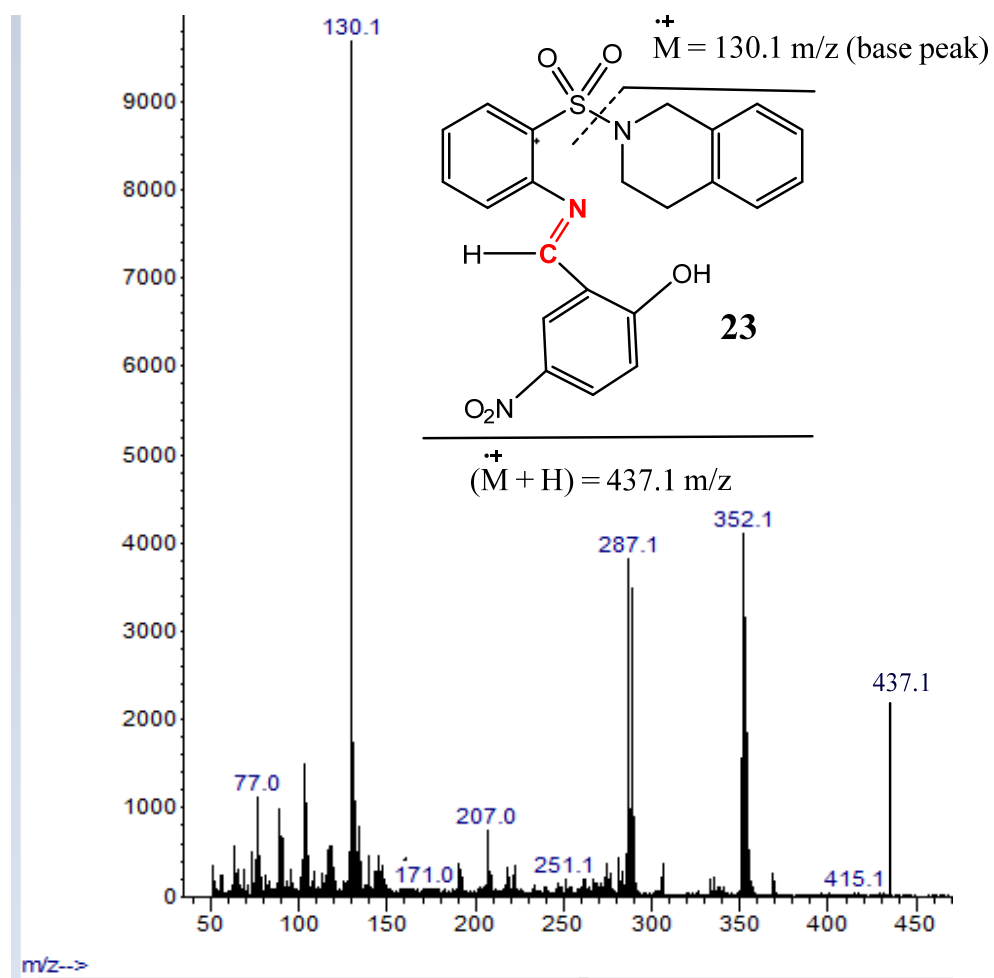 130.1
M = 130.1 m/z (base peak)
·+
O
O
S
N
N
H
C
OH
23
O2N
·+
(M + H) = 437.1 m/z
9000
8000
7000
6000
5000
4000
3000
2000
1000
0
352.1
287.1
437.1
77.0
207.0
171.0
251.1
415.1
50 100 150 200 250 300 350 400 450
m/z-->